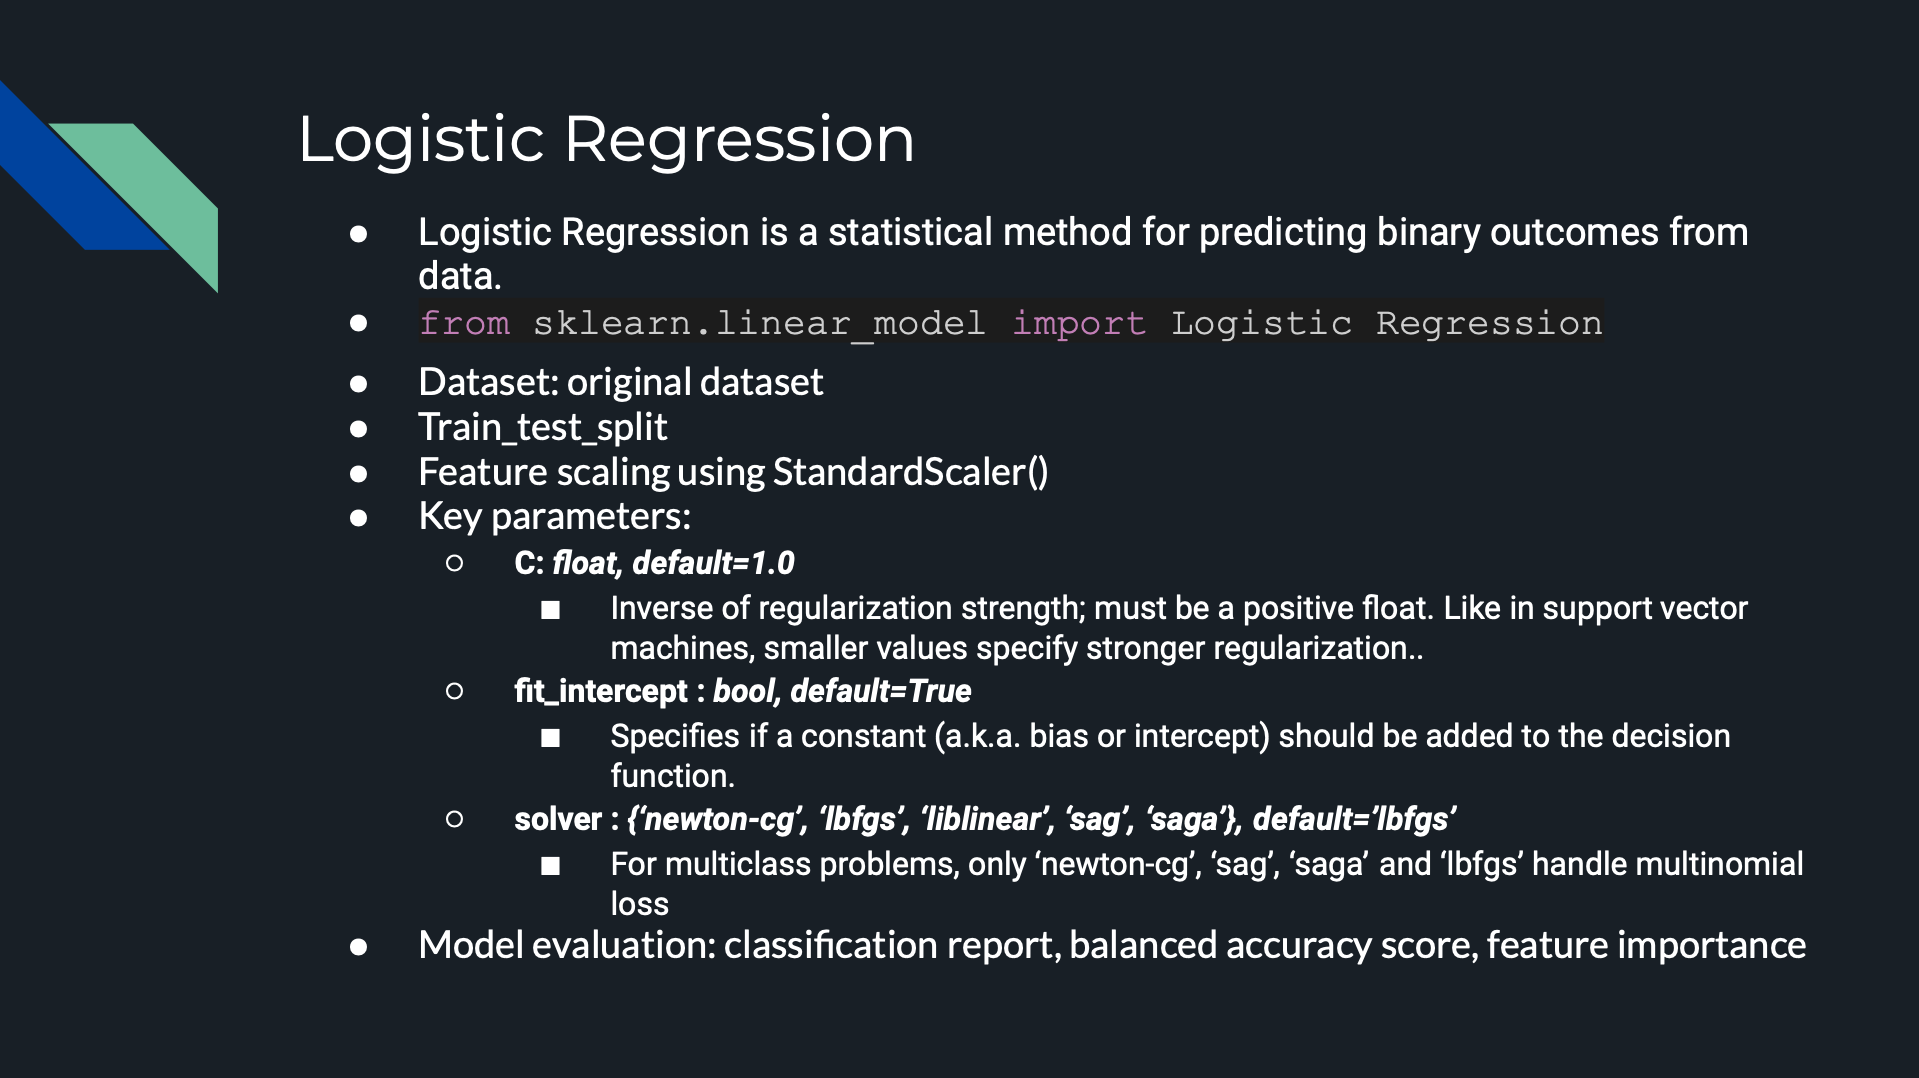 Logistic Regression
● Logistic Regression is a statistical method for predicting binary outcomes from
data.
● from sklearn.linear_model import Logistic Regression
● Dataset: original dataset
● Train_test_split
● Feature scaling using StandardScaler()
● Key parameters:
○ C: float, default=1.0
■ Inverse of regularization strength; must be a positive float. Like in support vector
machines, smaller values specify stronger regularization..
○ fit_intercept : bool, default=True
■ Specifies if a constant (a.k.a. bias or intercept) should be added to the decision
function.
○ solver : {‘newton-cg’, ‘lbfgs’, ‘liblinear’, ‘sag’, ‘saga’}, default=’lbfgs’
■ For multiclass problems, only ‘newton-cg’, ‘sag’, ‘saga’ and ‘lbfgs’ handle multinomial
loss
● Model evaluation: classification report, balanced accuracy score, feature importance